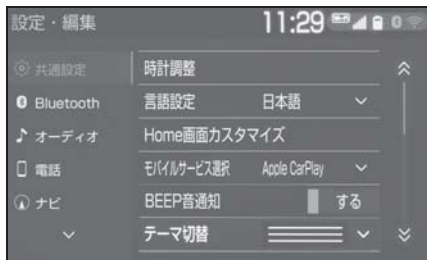 設定・編集 11:29
共通設定
Bluetooth
オーディオ
電話
ナビ
時計調整
言語設定 日本語
Home画面カスタマイズ
モバイルサービス選択 Apple CarPlay
BEEP音通知 する
テーマ切替